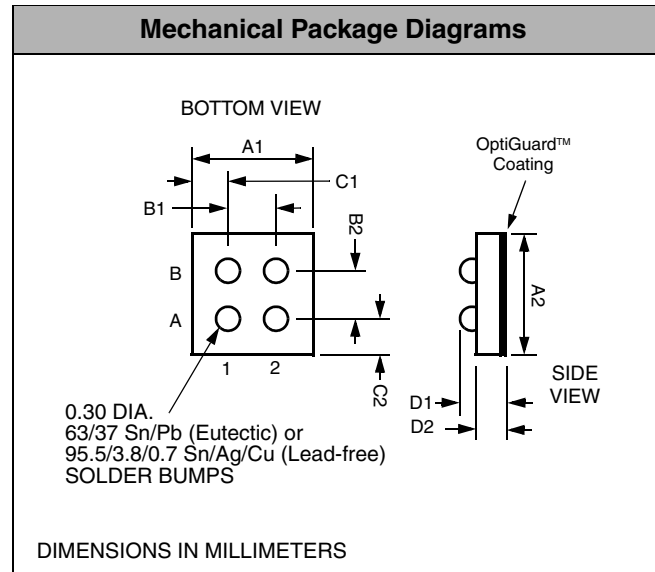 Mechanical Package Diagrams
BOTTOM VIEW
OptiGuard™
Coating
A1
C1
B1
B2
B
A
A2
1 2
C2
SIDE
VIEW
D1
D2
0.30 DIA.
63/37 Sn/Pb (Eutectic) or
95.5/3.8/0.7 Sn/Ag/Cu (Lead-free)
SOLDER BUMPS
DIMENSIONS IN MILLIMETERS